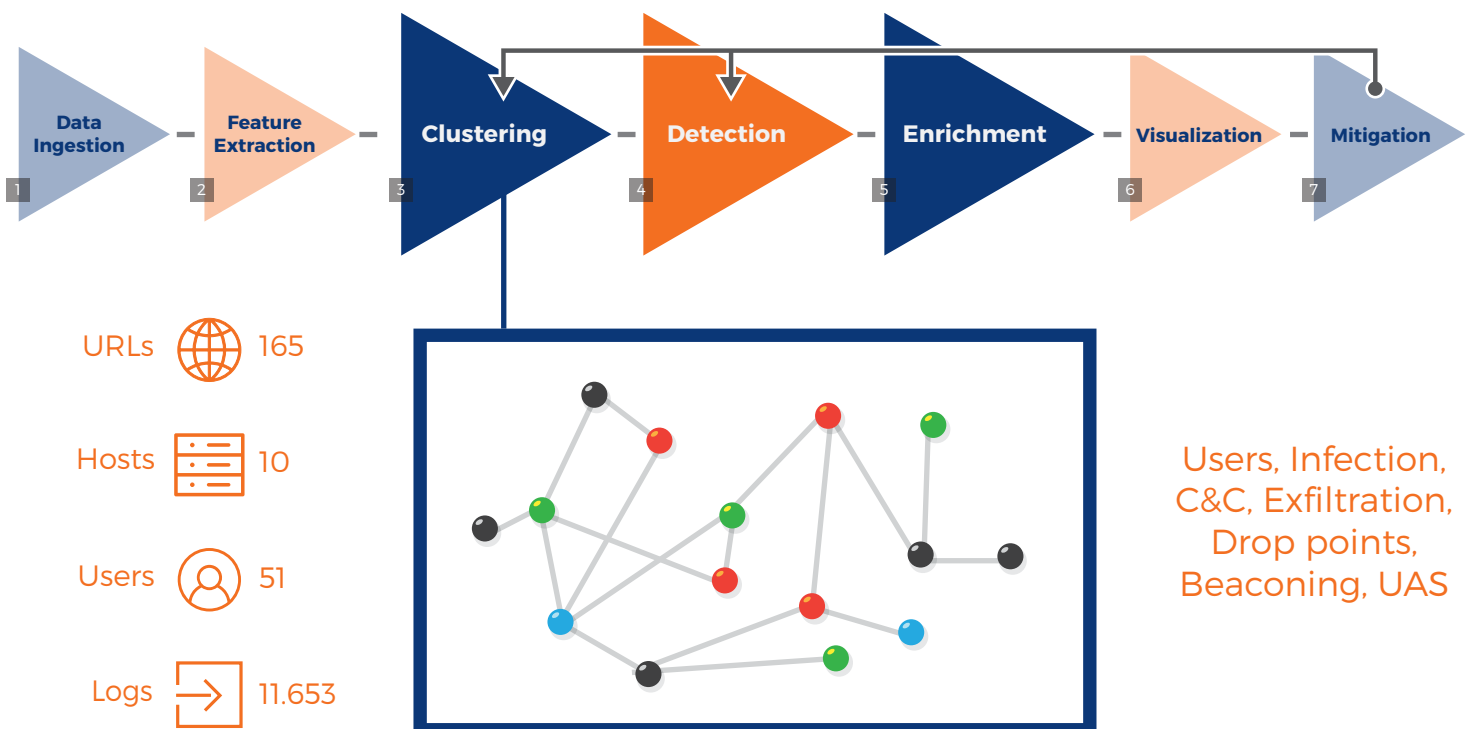 Data
Ingestion
1
Feature
Extraction
2
Clustering
3
Detection
4
Enrichment
5
Visualization
6
Mitigation
7
URLs 165
Hosts 10
Users 51
Logs 11.653
Users, Infection,
C&C, Exfiltration,
Drop points,
Beaconing, UAS